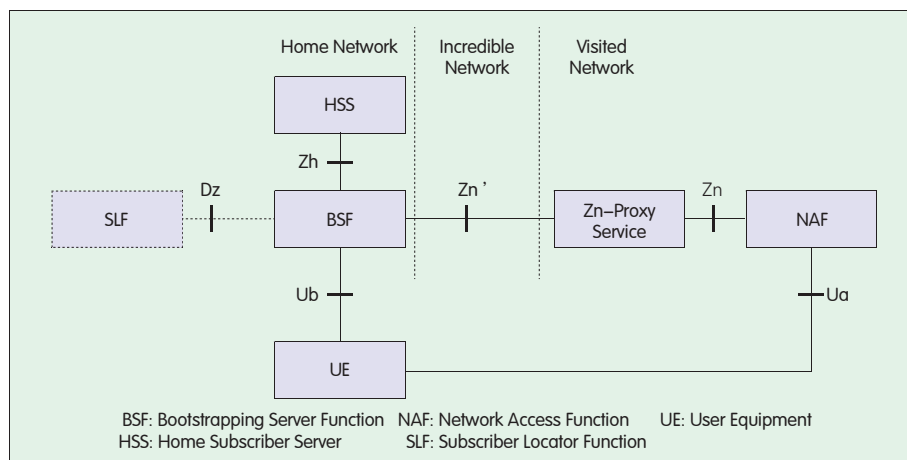 Home Network
Incredible
Network
Visited
Network
HSS
Zh
Dz
Zn '
Zn
SLF
BSF
Zn–Proxy
Service
NAF
Ub
Ua
UE
BSF: Bootstrapping Server Function NAF: Network Access Function UE: User Equipment
HSS: Home Subscriber Server SLF: Subscriber Locator Function